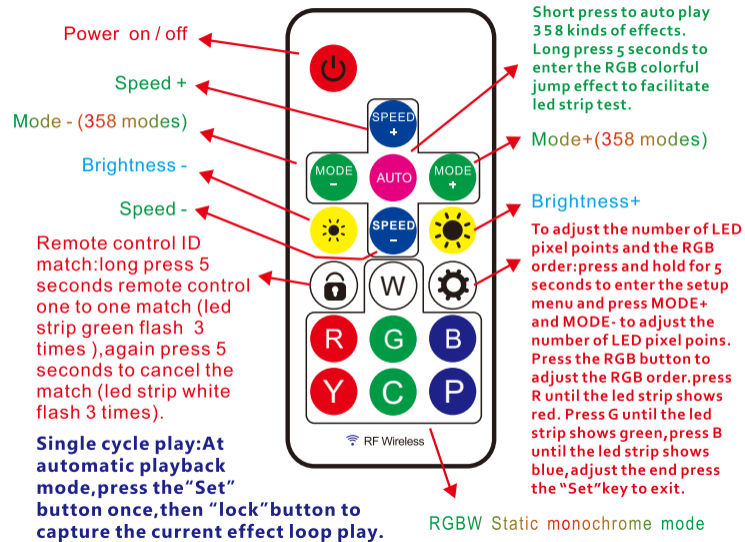 Power on / off
Speed +
Mode - (358 modes)
Brightness -
Speed -
Remote control ID
match:long press 5
seconds remote control
one to one match (led
strip green flash 3
times ),again press 5
seconds to cancel the
match (led strip white
flash 3 times).
Single cycle play:At
automatic playback
mode,press the“Set”
button once,then “lock”button to
capture the current effect loop play.
SPEED
+
MODE
-
AUTO
MODE
+
SPEED
-
W
R G B
Y C P
RF Wireless
Short press to auto play
358 kinds of effects.
Long press 5 seconds to
enter the RGB colorful
jump effect to facilitate
led strip test.
Mode+(358 modes)
Brightness+
To adjust the number of LED
pixel points and the RGB
order:press and hold for 5
seconds to enter the setup
menu and press MODE+
and MODE- to adjust the
number of LED pixel poins.
Press the RGB button to
adjust the RGB order.press
R until the led strip shows
red. Press G until the led
strip shows green,press B
until the led strip shows
blue,adjust the end press
the “Set”key to exit.
RGBW Static monochrome mode